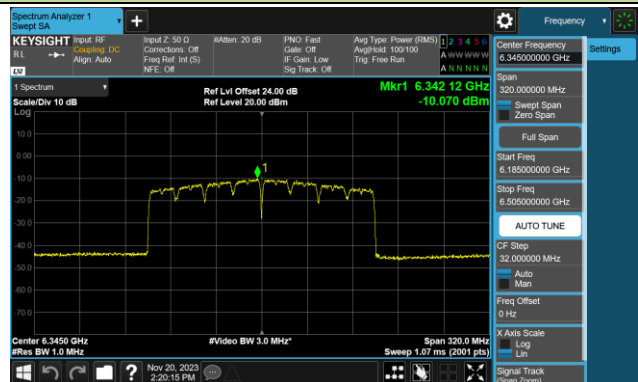 Spectrum Analyzer 1
Swept SA
Frequency
KEYSIGHT
RL
Input: RF
Coupling: DC
Align: Auto
Input Z: 50 Ω
Corrections: Off
Freq Ref: Int (S)
NFE: Off
#Atten: 20 dB
PNO: Fast
Gate: Off
IF Gain: Low
Sig Track: Off
Avg Type: Power (RMS)
Avg|Hold: 100/100
Trig: Free Run
1 2 3 4 5 6
A W W W W W
A N N N N N
LXI
1 Spectrum
Scale/Div 10 dB
Log
Ref Lvl Offset 24.00 dB
Ref Level 20.00 dBm
Mkr1 6.342 12 GHz
-10.070 dBm
10.0
0.00
-10.0
-20.0
-30.0
-40.0
-50.0
-60.0
-70.0
1
Center 6.3450 GHz
#Res BW 1.0 MHz
#Video BW 3.0 MHz*
Span 320.0 MHz
Sweep 1.07 ms (2001 pts)
Nov 20, 2023
2:20:15 PM
Center Frequency
6.345000000 GHz
Settings
Span
320.000000 MHz
Swept Span
Zero Span
Full Span
Start Freq
6.185000000 GHz
Stop Freq
6.505000000 GHz
AUTO TUNE
CF Step
32.000000 MHz
Auto
Man
Freq Offset
0 Hz
X Axis Scale
Log
Lin
Signal Track
(Span Zoom)